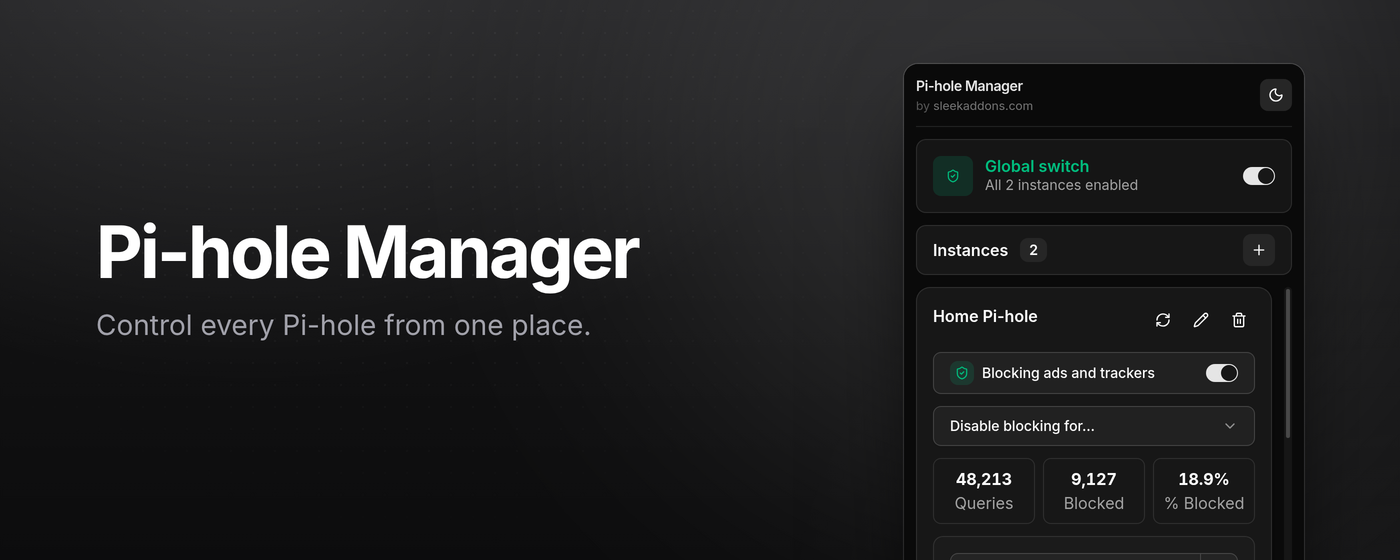 Pi-hole Manager
Control every Pi-hole from one place.
Pi-hole Manager
by sleekaddons.com
Global switch
All 2 instances enabled
Instances 2
Home Pi-hole
Blocking ads and trackers
Disable blocking for...
48,213 9,127 18.9%
Queries Blocked % Blocked